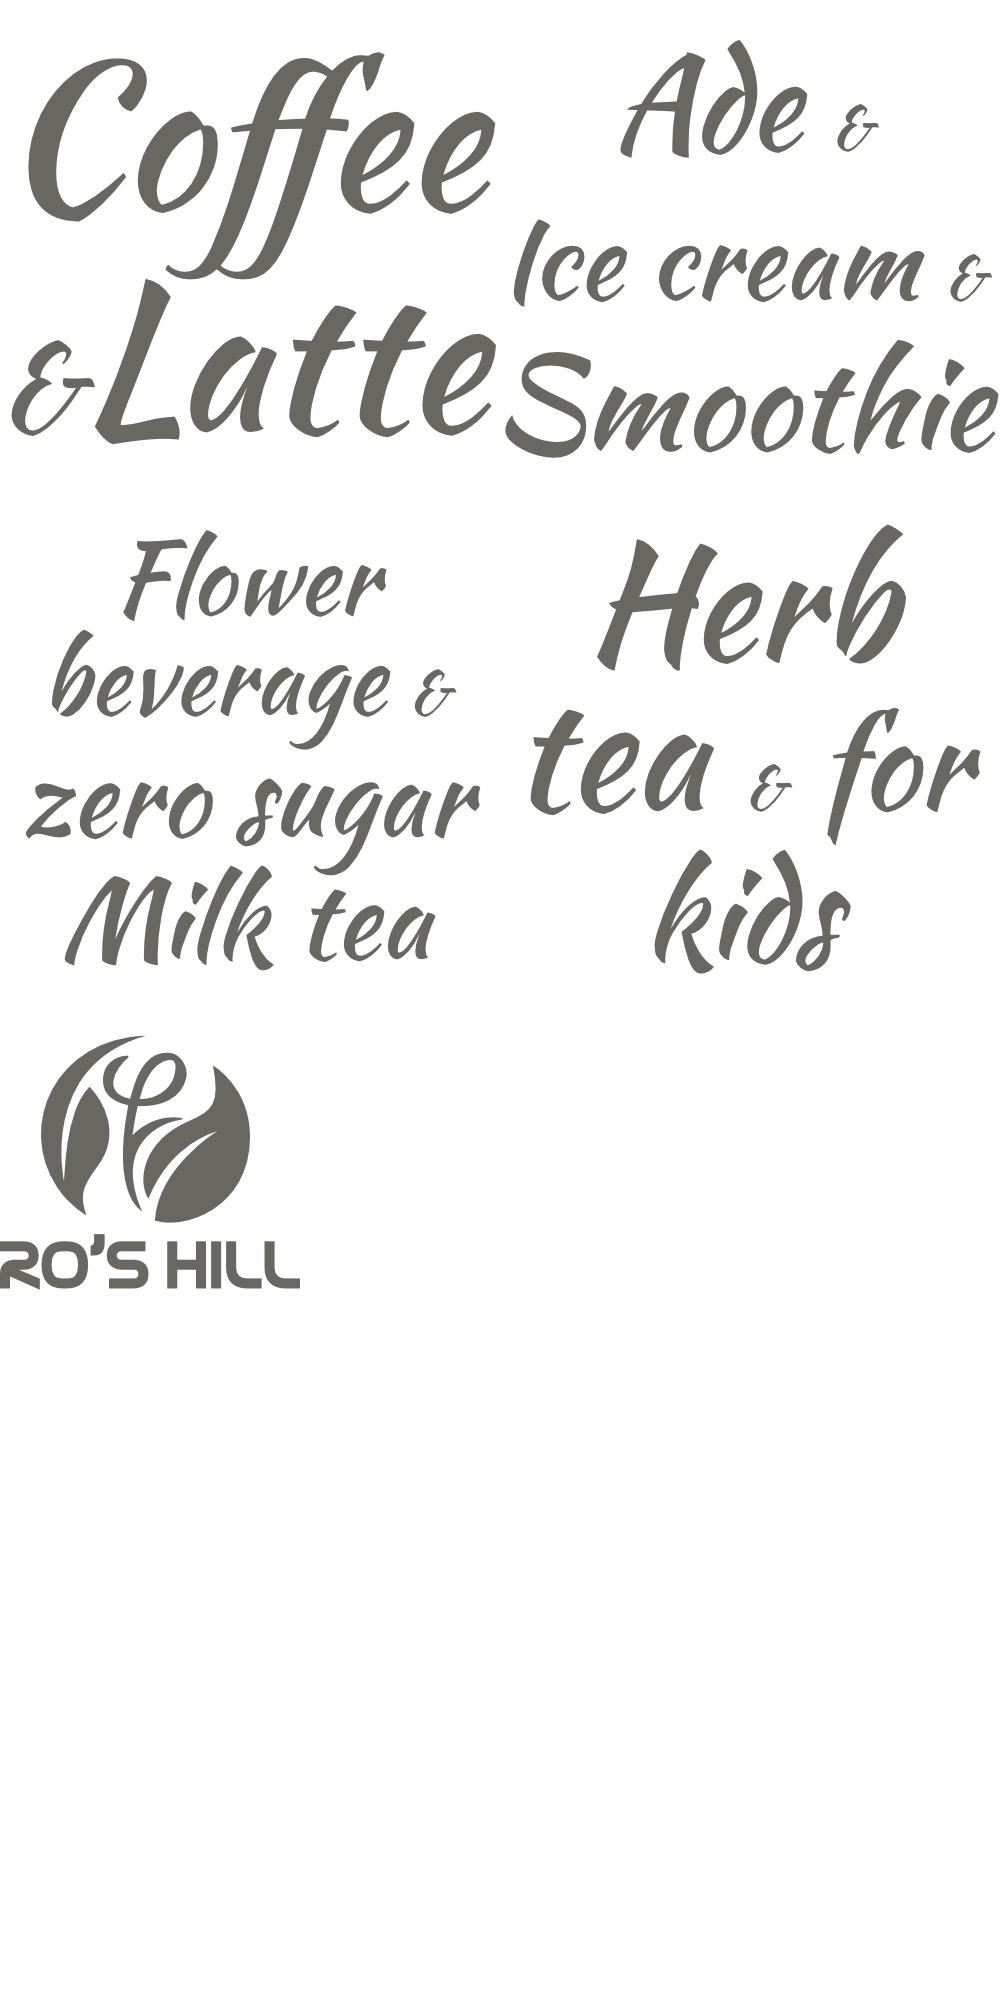 Coffee
&Latte
Ade &
Ice cream &
Smoothie
Flower
beverage &
zero sugar
Milk tea
Herb
tea & for
kids
RO'S HILL